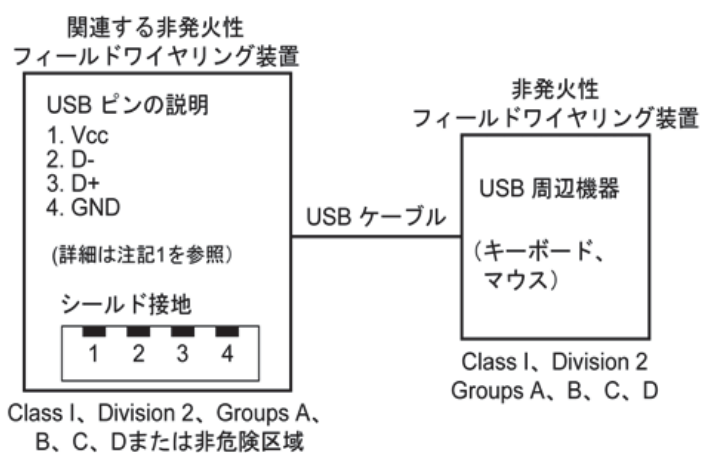 関連する非発火性
フィールドワイヤリング装置
USB ピンの説明
1. Vcc
2. D-
3. D+
4. GND
(詳細は注記1を参照)
シールド接地
1 2 3 4
Class I、Division 2、Groups A、
B、C、Dまたは非危険区域
USB ケーブル
非発火性
フィールドワイヤリング装置
USB 周辺機器
(キーボード、
マウス)
Class I、Division 2
Groups A、B、C、D